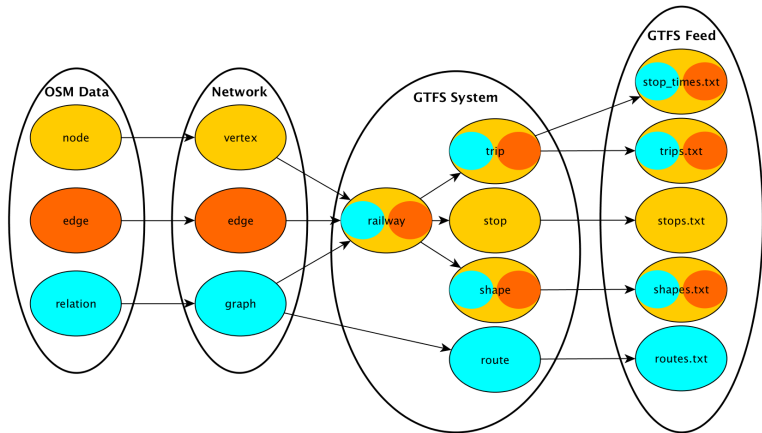 OSM Data
node
edge
relation
Network
vertex
edge
graph
GTFS System
railway
trip
stop
shape
route
GTFS Feed
stop_times.txt
trips.txt
stops.txt
shapes.txt
routes.txt